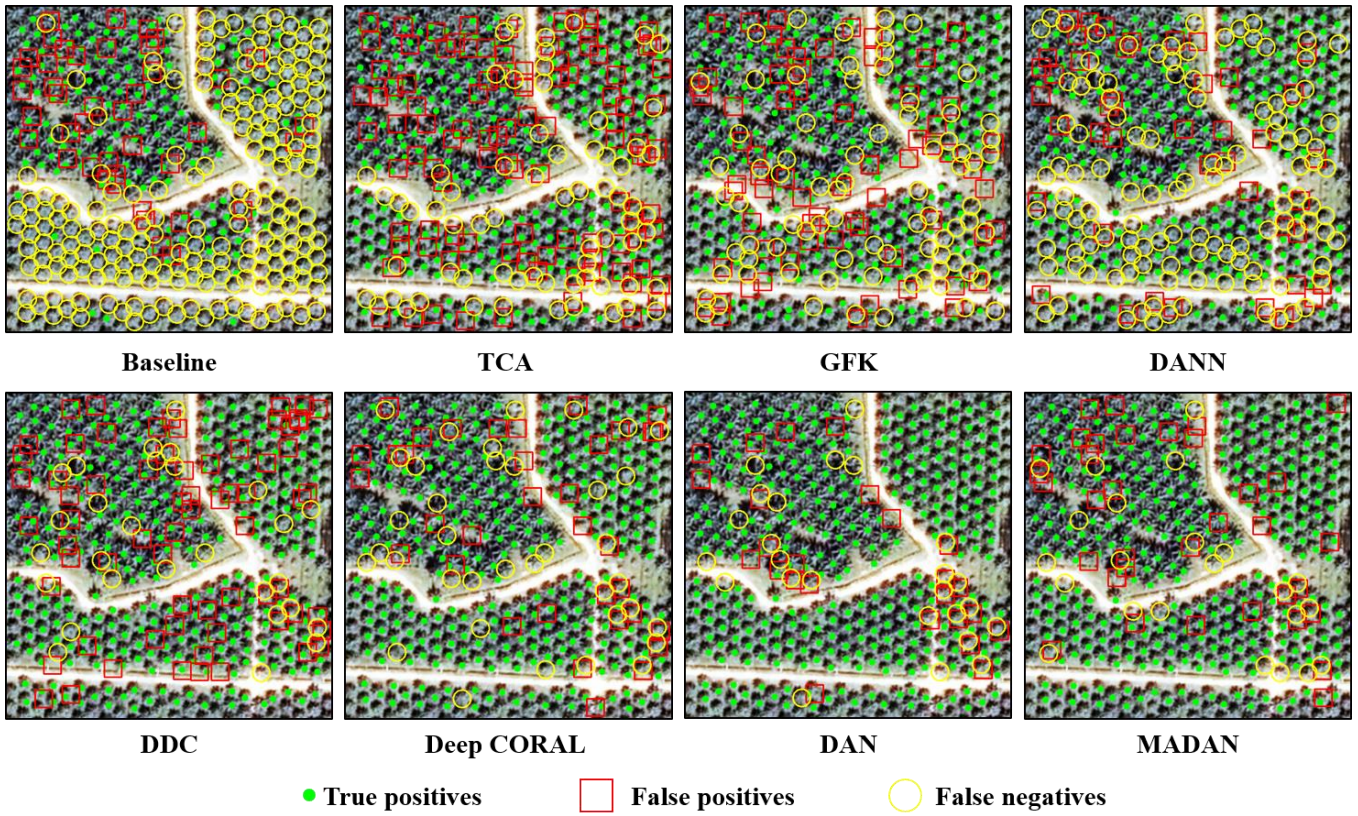 Baseline TCA GFK DANN
DDC Deep CORAL DAN MADAN
True positives False positives False negatives